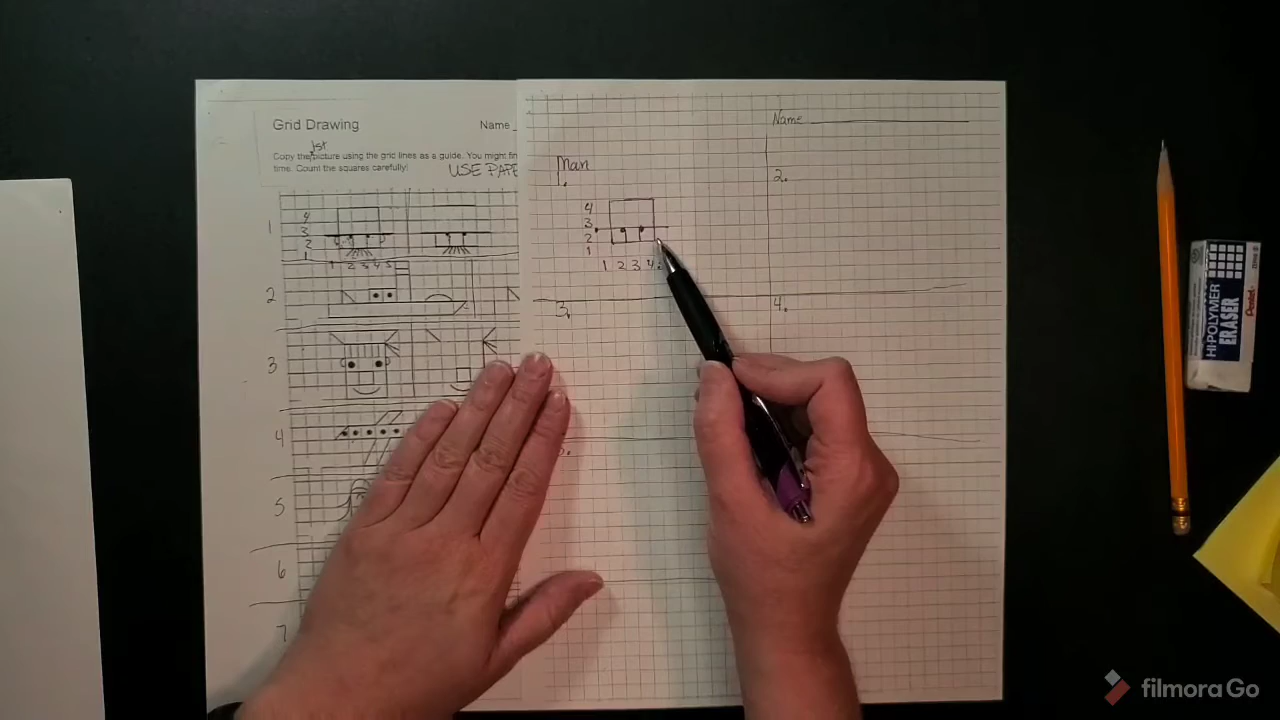 Grid Drawing
Name
1st
Copy the picture using the grid lines as a guide. You might fin
time. Count the squares carefully!
USE PAPE
1
4
3
2
1
1 2 3 4 5
2
3
4
5
6
7
Name
Man
1.
2.
4
3
2
1
1 2 3 4
3.
4.
HI-POLYMER
ERASER
Pentel
filmora Go